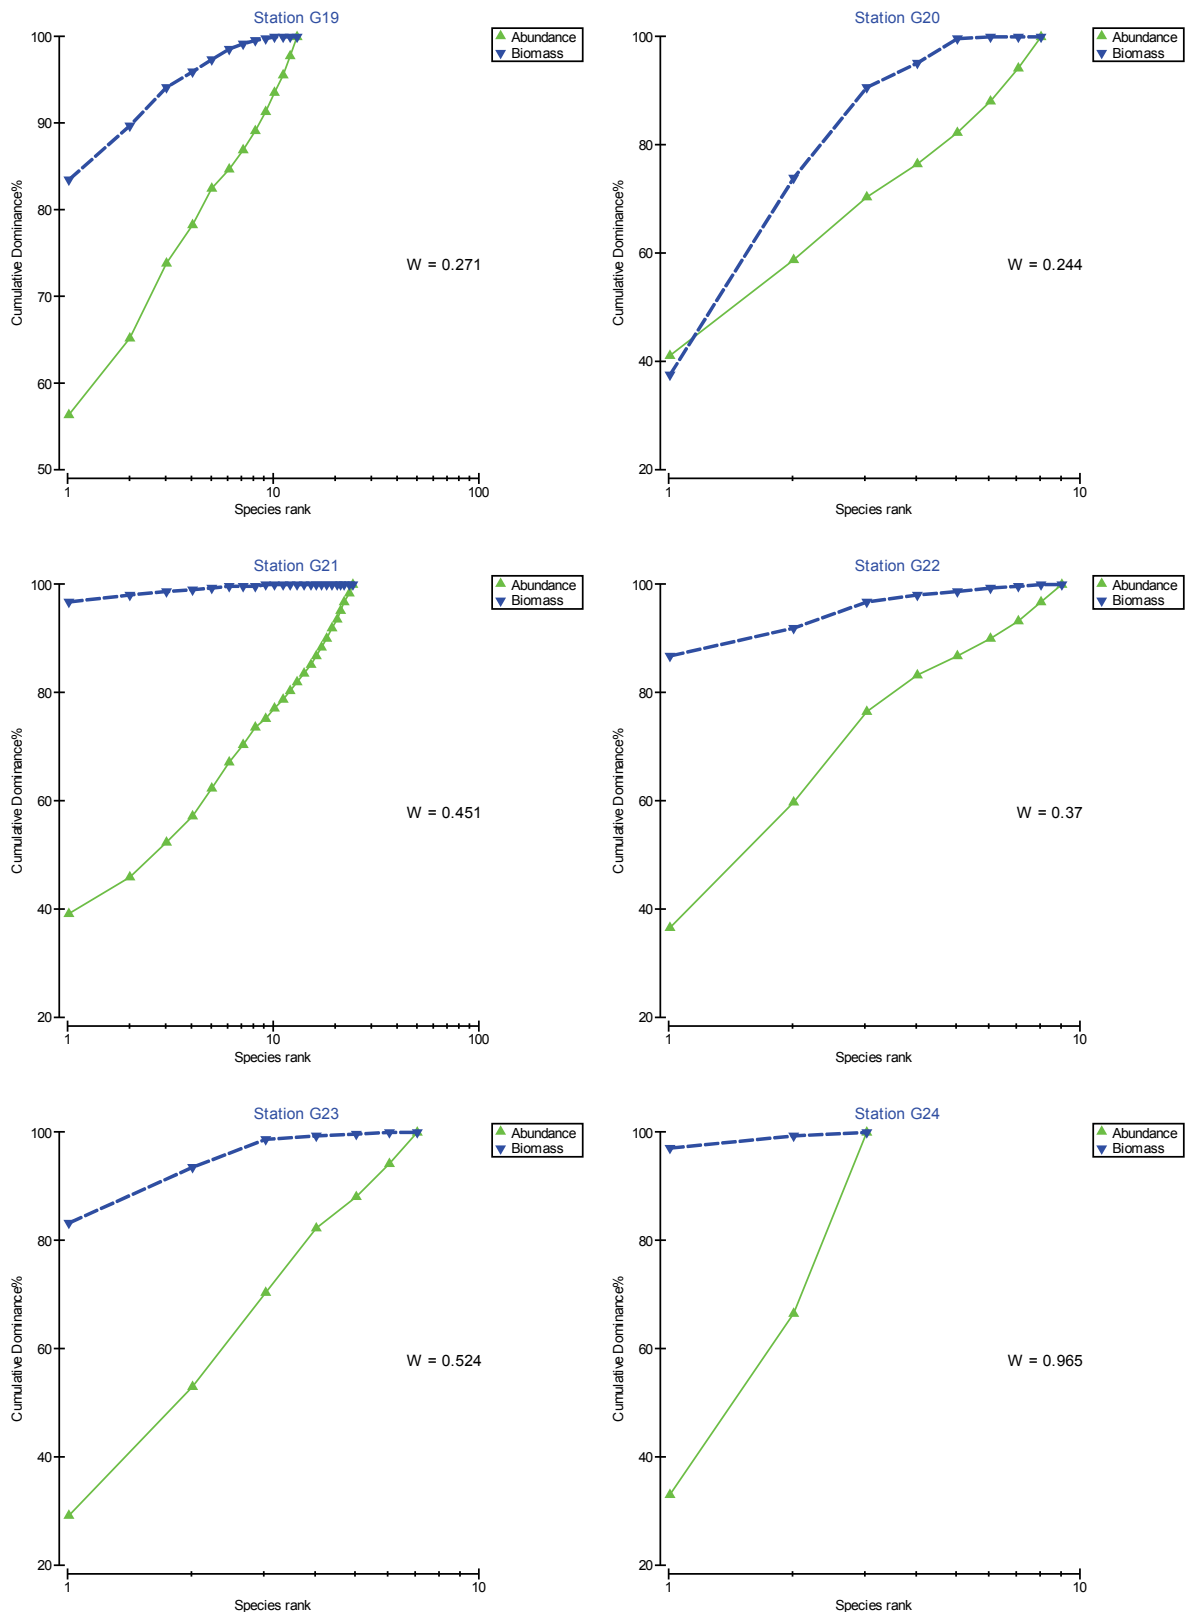 Station G19
Abundance
Biomass
100
90
80
70
60
50
Cumulative Dominance%
W = 0.271
1
10
100
Species rank
Station G20
Abundance
Biomass
100
80
60
40
20
Cumulative Dominance%
W = 0.244
1
10
Species rank
Station G21
Abundance
Biomass
100
80
60
40
20
Cumulative Dominance%
W = 0.451
1
10
100
Species rank
Station G22
Abundance
Biomass
100
80
60
40
20
Cumulative Dominance%
W = 0.37
1
10
Species rank
Station G23
Abundance
Biomass
100
80
60
40
20
Cumulative Dominance%
W = 0.524
1
10
Species rank
Station G24
Abundance
Biomass
100
80
60
40
20
Cumulative Dominance%
W = 0.965
1
10
Species rank